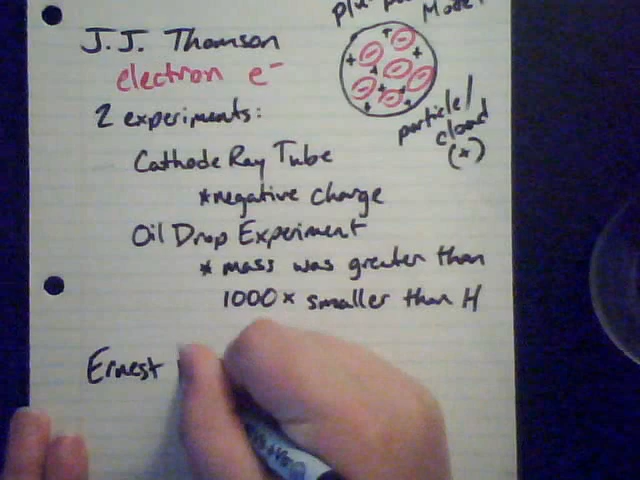 J.J. Thomson
electron e⁻
2 experiments:
Cathode Ray Tube
*negative charge
Oil Drop Experiment
* mass was greater than
1000x smaller than H
Ernest
Model
particle/
cloud
(+)